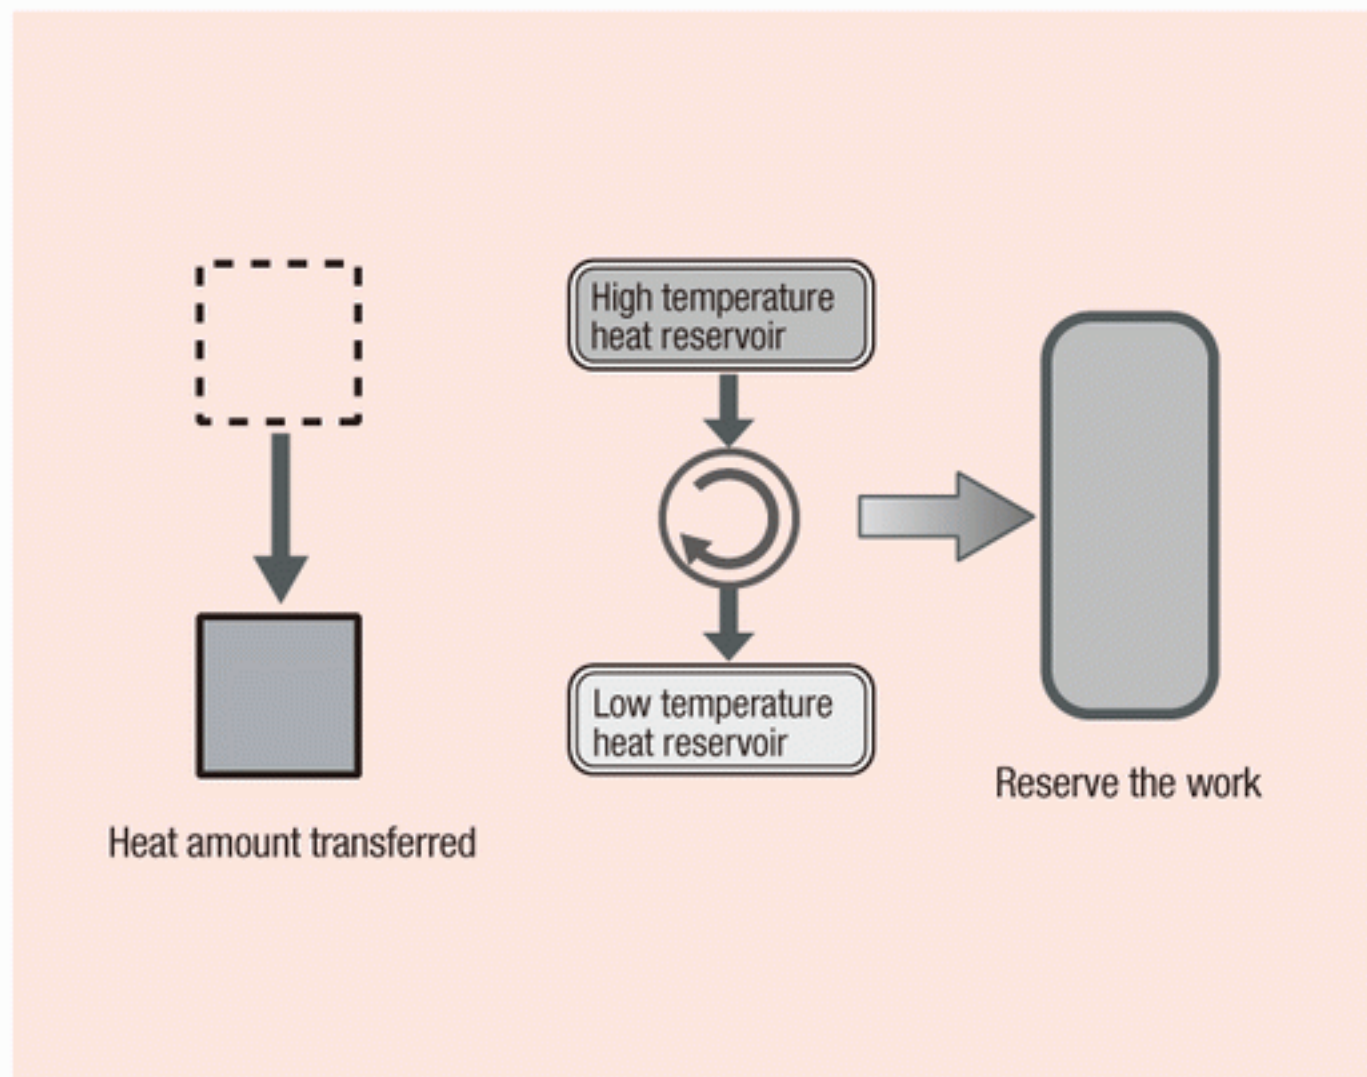 High temperature
heat reservoir
Low temperature
heat reservoir
Reserve the work
Heat amount transferred